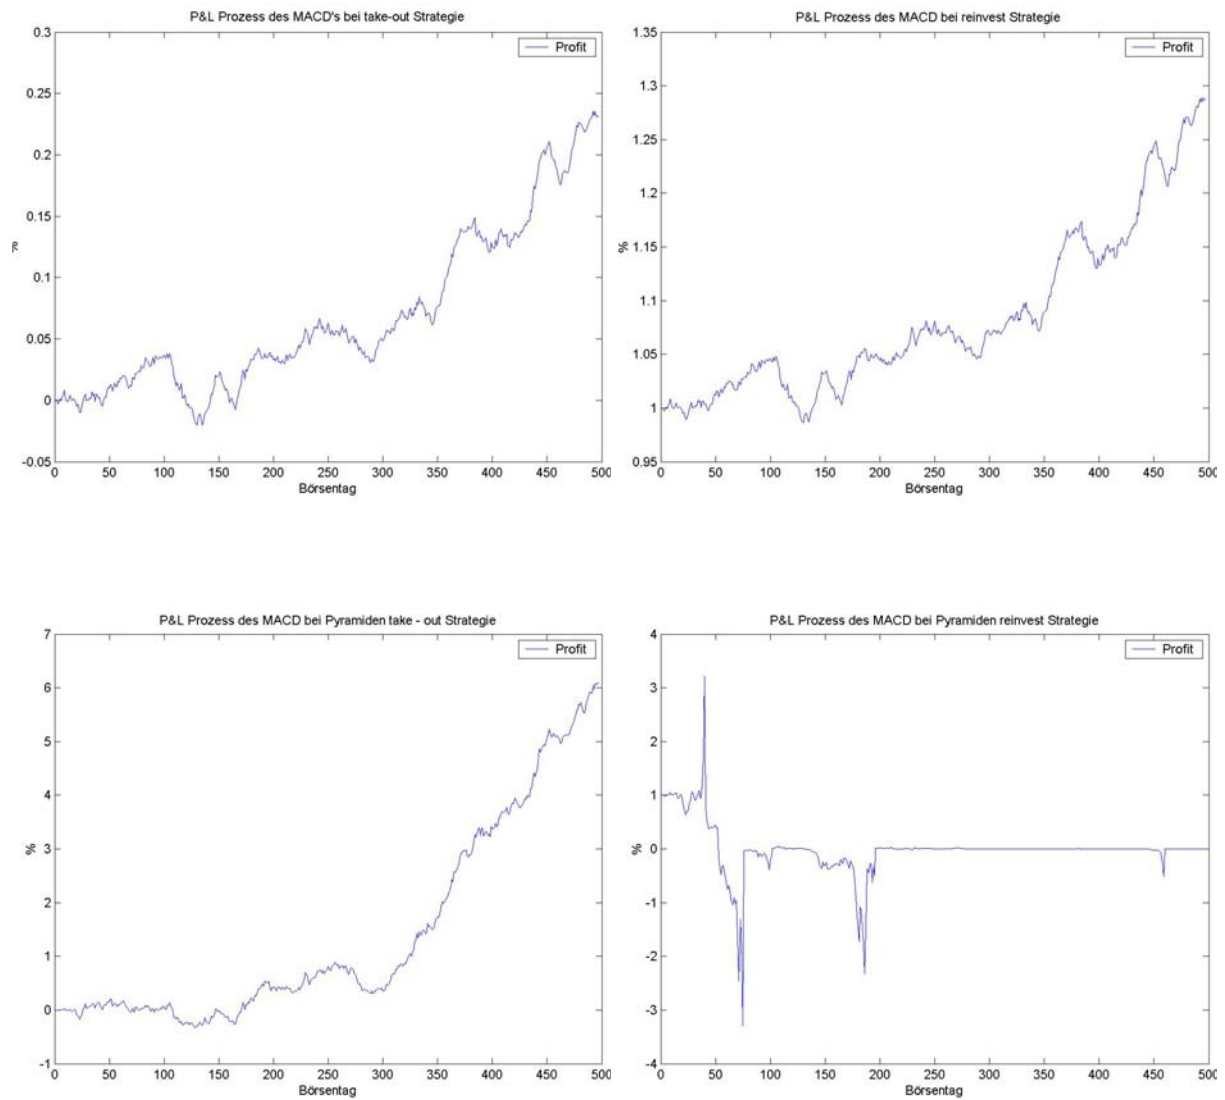 P&L Prozess des MACD's bei take-out Strategie
0.3
Profit
0.25
0.2
0.15
%
0.1
0.05
0
-0.05
0 50 100 150 200 250 300 350 400 450 500
Börsentag
P&L Prozess des MACD bei reinvest Strategie
1.35
Profit
1.3
1.25
1.2
1.15
%
1.1
1.05
1
0.95
0 50 100 150 200 250 300 350 400 450 500
Börsentag
P&L Prozess des MACD bei Pyramiden take - out Strategie
7
Profit
6
5
4
3
%
2
1
0
-1
0 50 100 150 200 250 300 350 400 450 500
Börsentag
P&L Prozess des MACD bei Pyramiden reinvest Strategie
4
Profit
3
2
1
0
%
-1
-2
-3
-4
0 50 100 150 200 250 300 350 400 450 500
Börsentag